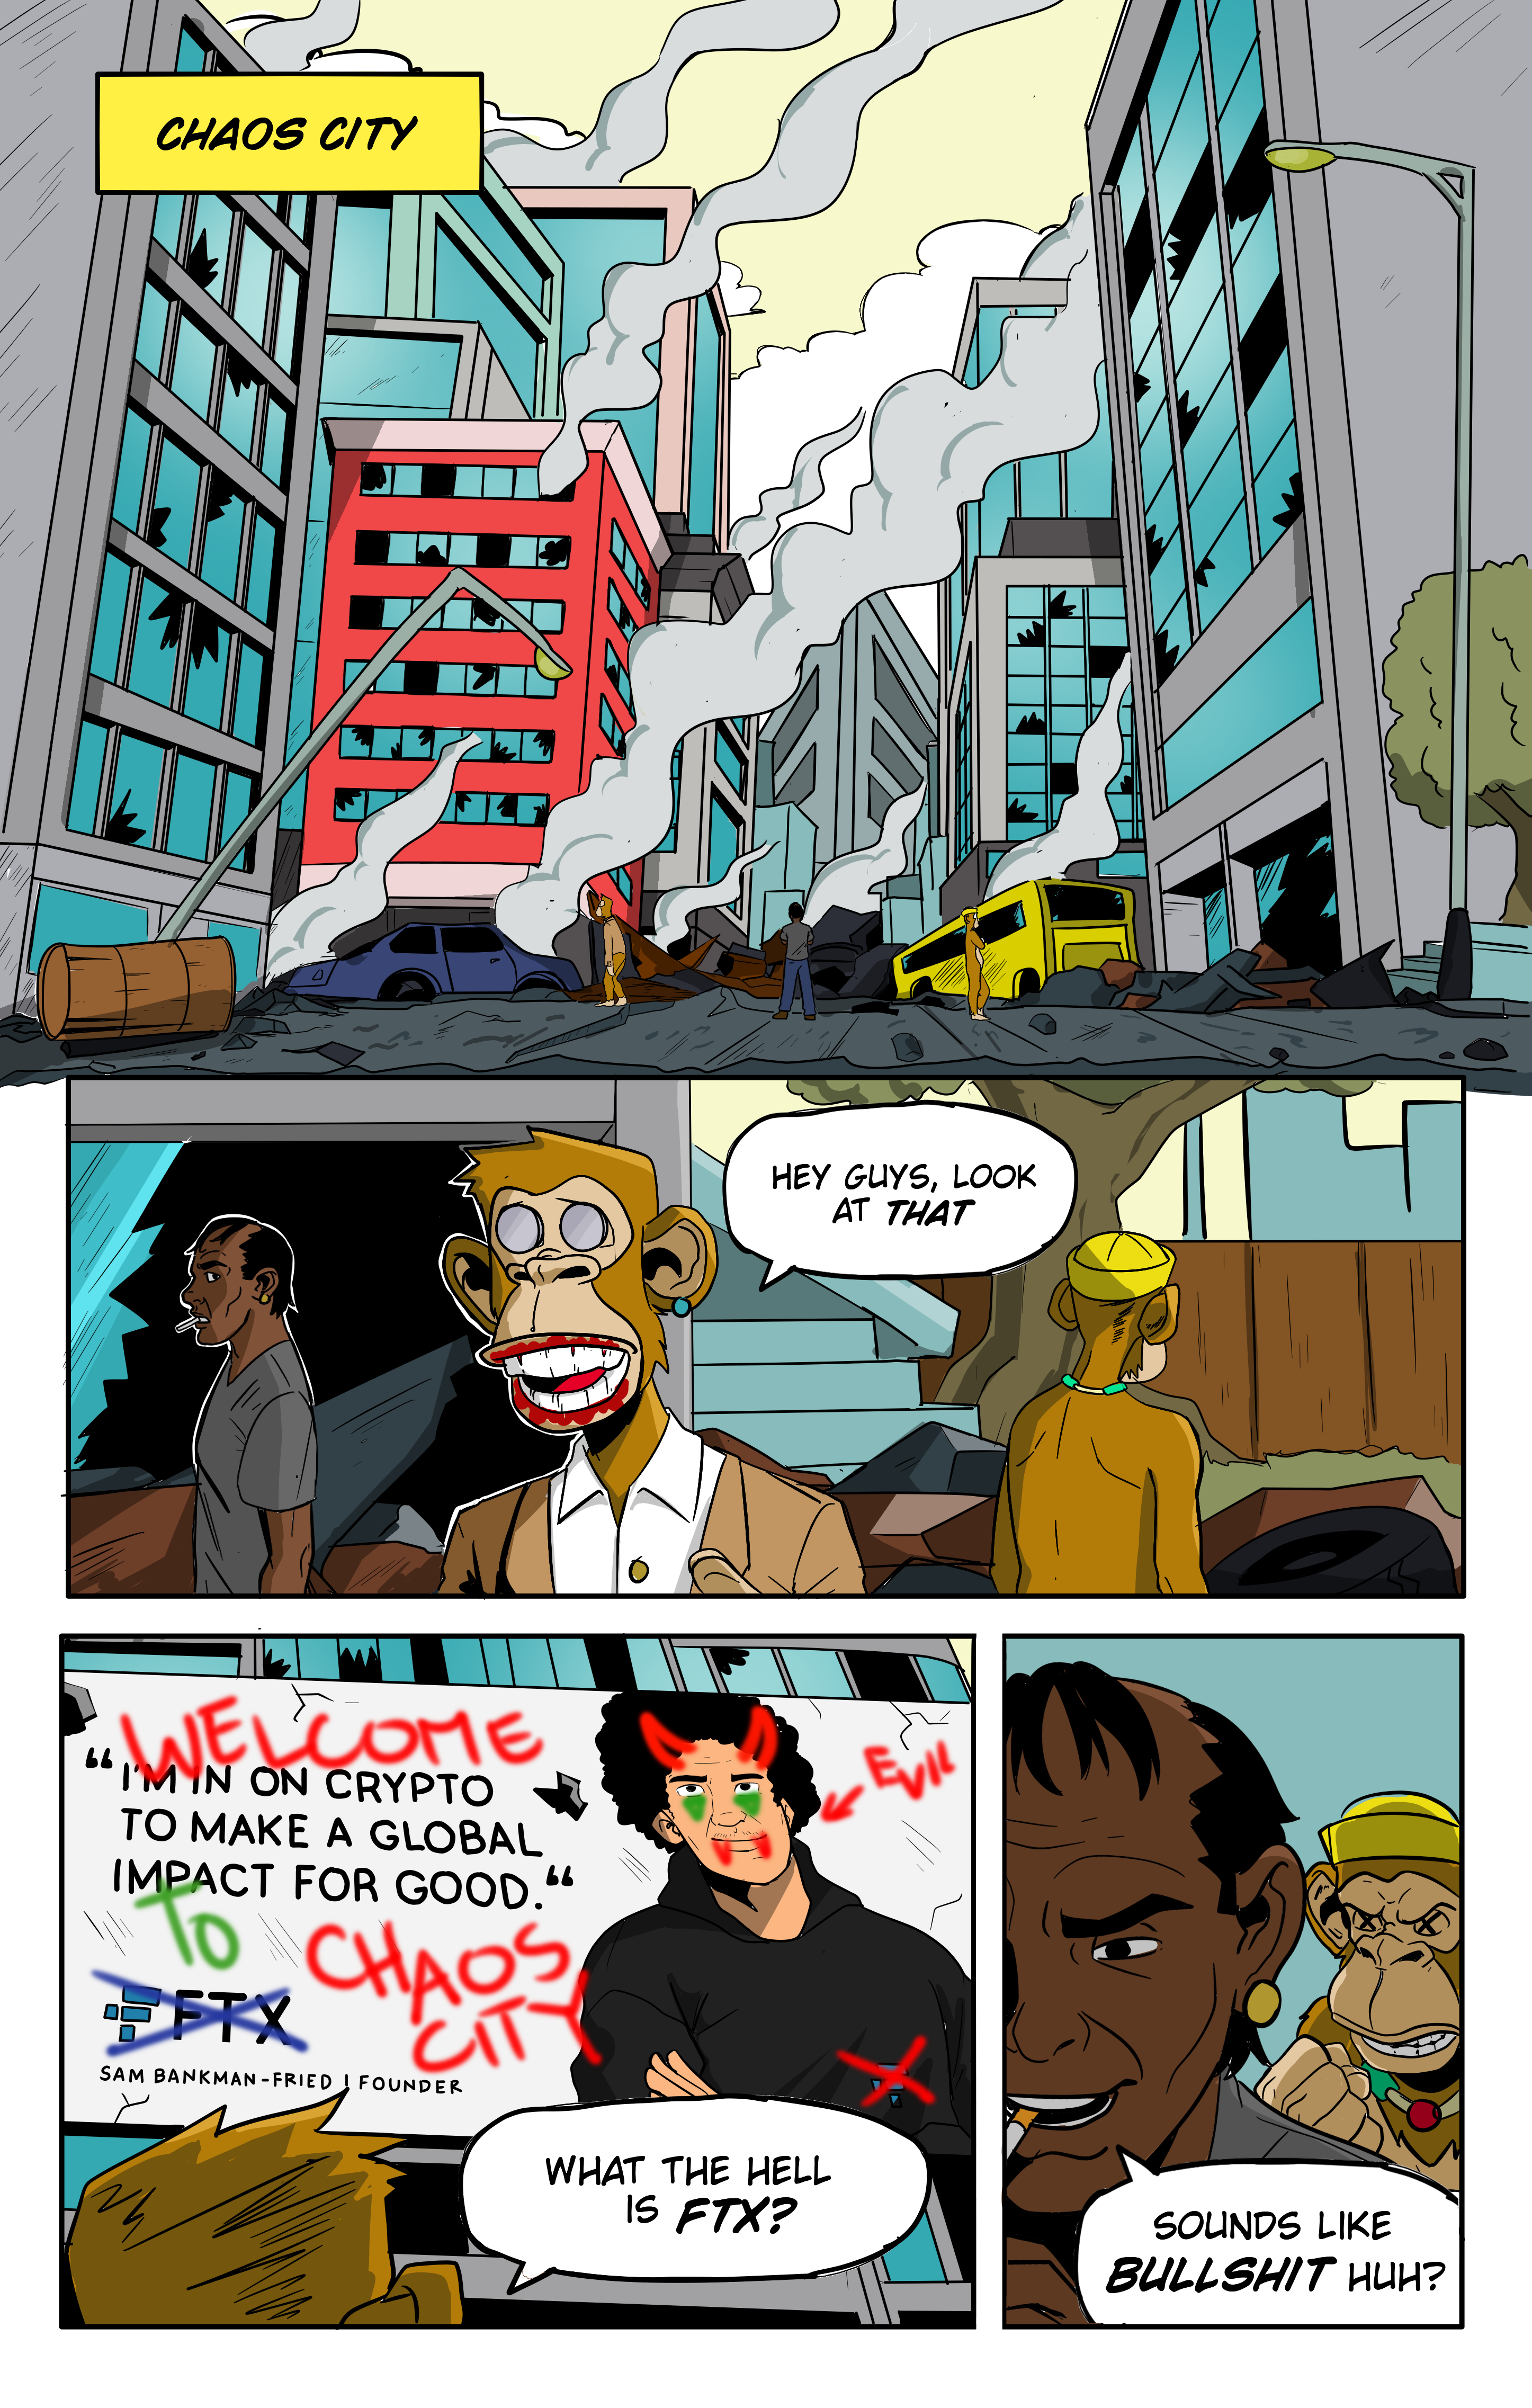 CHAOS CITY
HEY GUYS, LOOK
AT THAT
WELCOME
"I'M IN ON CRYPTO
TO MAKE A GLOBAL
IMPACT FOR GOOD."
EVIL
TO
CHAOS
CITY
FTX
SAM BANKMAN-FRIED | FOUNDER
WHAT THE HELL
IS FTX?
SOUNDS LIKE
BULLSHIT HUH?